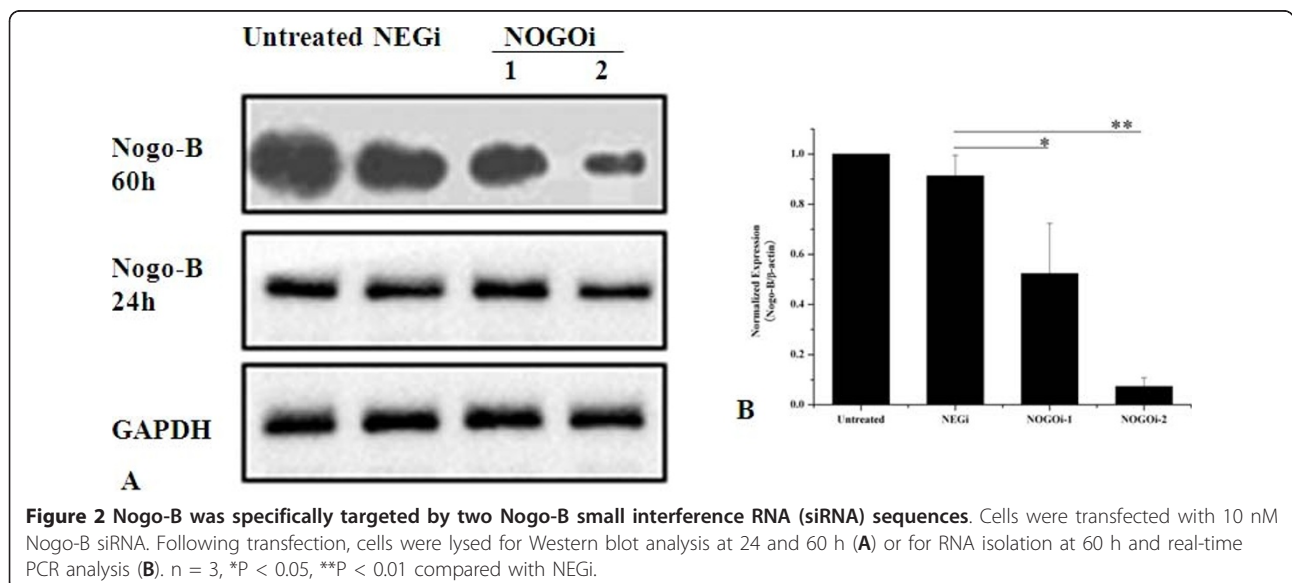 Untreated NEGi NOGOi
1 2
Nogo-B
60h
Nogo-B
24h
GAPDH
A
**
*
1.0
0.8
0.6
0.4
0.2
0.0
Normalized Expression
(Nogo-B/β-actin)
Untreated NEGi NOGOi-1 NOGOi-2
B
Figure 2 Nogo-B was specifically targeted by two Nogo-B small interference RNA (siRNA) sequences. Cells were transfected with 10 nM
Nogo-B siRNA. Following transfection, cells were lysed for Western blot analysis at 24 and 60 h (A) or for RNA isolation at 60 h and real-time
PCR analysis (B). n = 3, *P < 0.05, **P < 0.01 compared with NEGi.